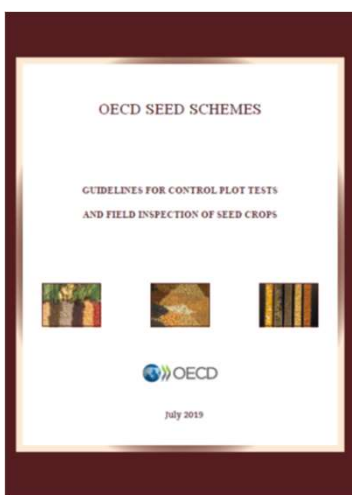 OECD SEED SCHEMES
GUIDELINES FOR CONTROL PLOT TESTS
AND FIELD INSPECTION OF SEED CROPS
OECD
July 2019